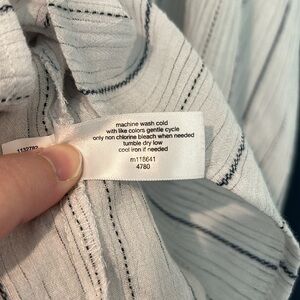 machine wash cold
with like colors gentle cycle
only non chlorine bleach when needed
tumble dry low
cool iron if needed
m118641
4780
1132782